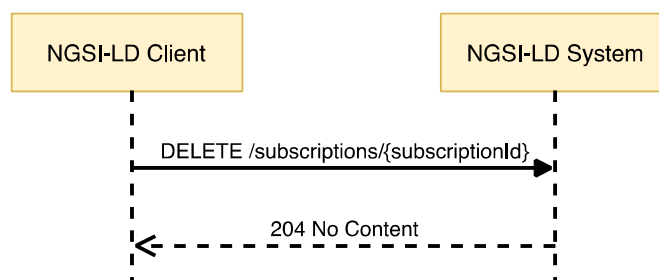 NGSI-LD Client
NGSI-LD System
DELETE /subscriptions/{subscriptionId}
204 No Content